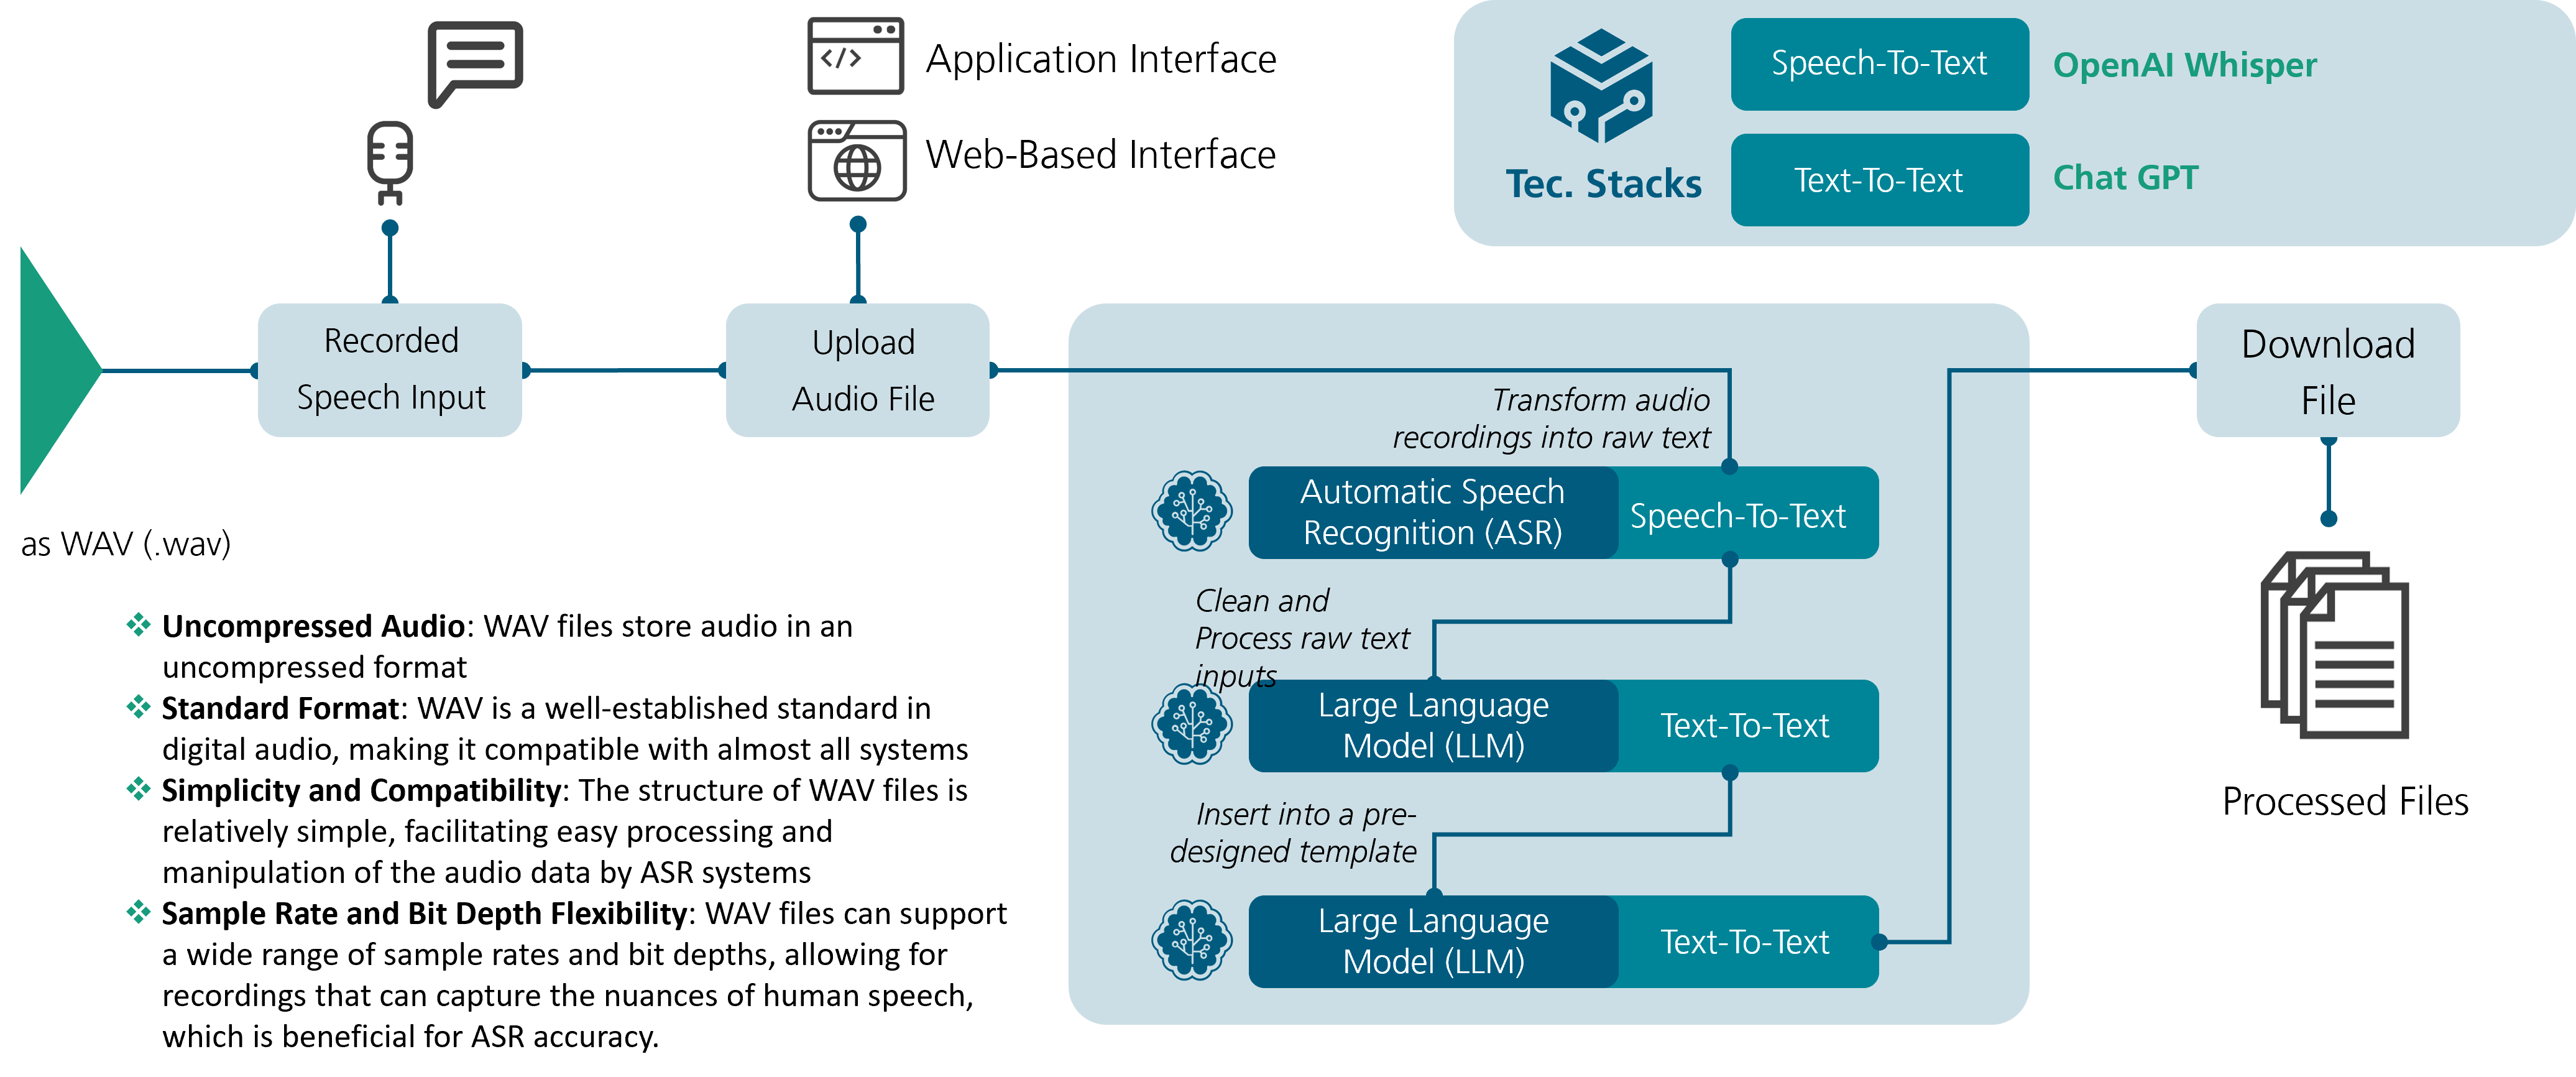 Application Interface
Web-Based Interface
Tec. Stacks
Speech-To-Text
OpenAI Whisper
Text-To-Text
Chat GPT
Recorded
Speech Input
Upload
Audio File
Download
File
Transform audio
recordings into raw text
Automatic Speech
Recognition (ASR)
Speech-To-Text
Clean and
Process raw text
inputs
Large Language
Model (LLM)
Text-To-Text
Insert into a pre-
designed template
Large Language
Model (LLM)
Text-To-Text
Processed Files
as WAV (.wav)
❖ Uncompressed Audio: WAV files store audio in an
uncompressed format
❖ Standard Format: WAV is a well-established standard in
digital audio, making it compatible with almost all systems
❖ Simplicity and Compatibility: The structure of WAV files is
relatively simple, facilitating easy processing and
manipulation of the audio data by ASR systems
❖ Sample Rate and Bit Depth Flexibility: WAV files can support
a wide range of sample rates and bit depths, allowing for
recordings that can capture the nuances of human speech,
which is beneficial for ASR accuracy.